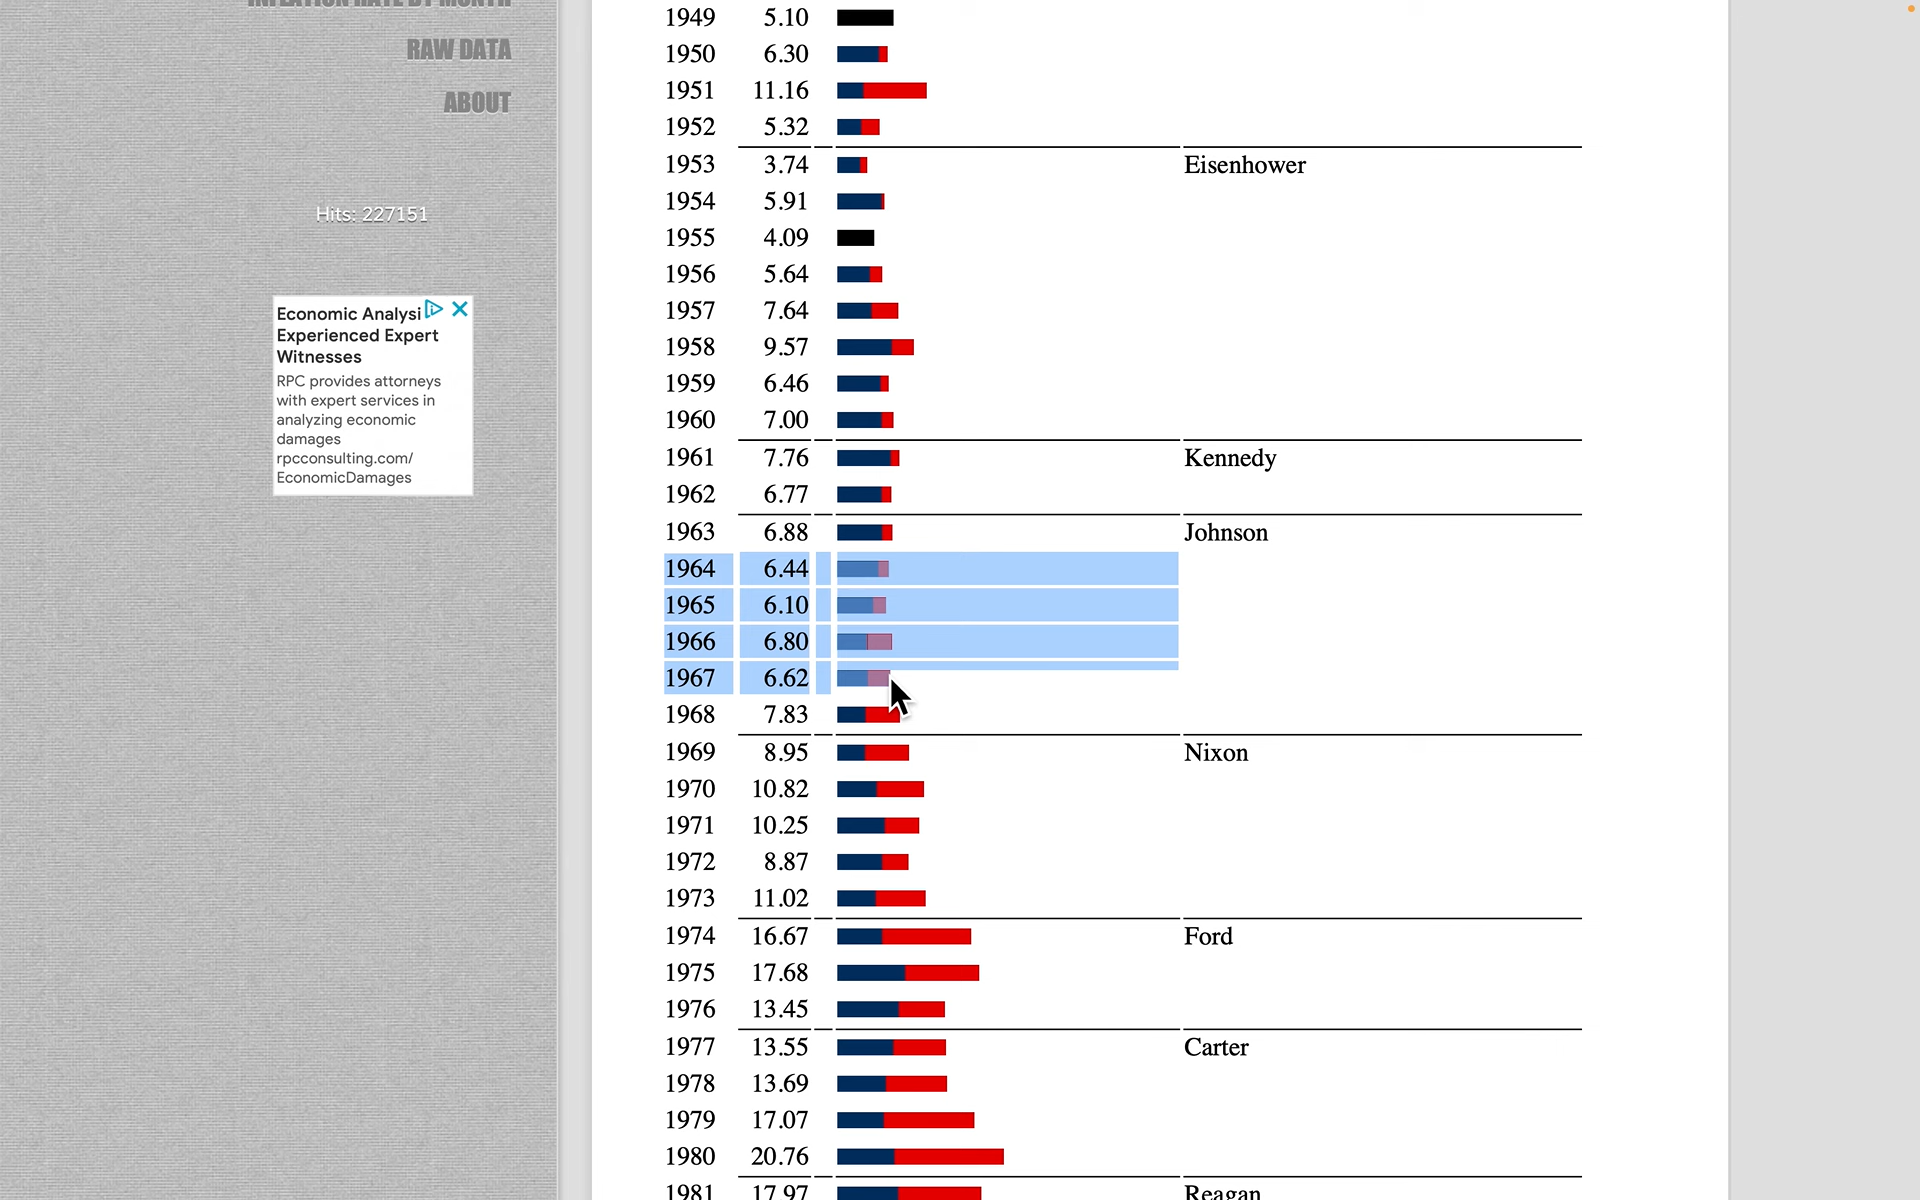 INFLATION RATE BY MONTH
RAW DATA
ABOUT
Hits: 227151
Economic Analysi
Experienced Expert
Witnesses
RPC provides attorneys
with expert services in
analyzing economic
damages
rpcconsulting.com/
EconomicDamages
1949 5.10
1950 6.30
1951 11.16
1952 5.32
1953 3.74 Eisenhower
1954 5.91
1955 4.09
1956 5.64
1957 7.64
1958 9.57
1959 6.46
1960 7.00
1961 7.76 Kennedy
1962 6.77
1963 6.88 Johnson
1964 6.44
1965 6.10
1966 6.80
1967 6.62
1968 7.83
1969 8.95 Nixon
1970 10.82
1971 10.25
1972 8.87
1973 11.02
1974 16.67 Ford
1975 17.68
1976 13.45
1977 13.55 Carter
1978 13.69
1979 17.07
1980 20.76
1981 17.97 Reagan